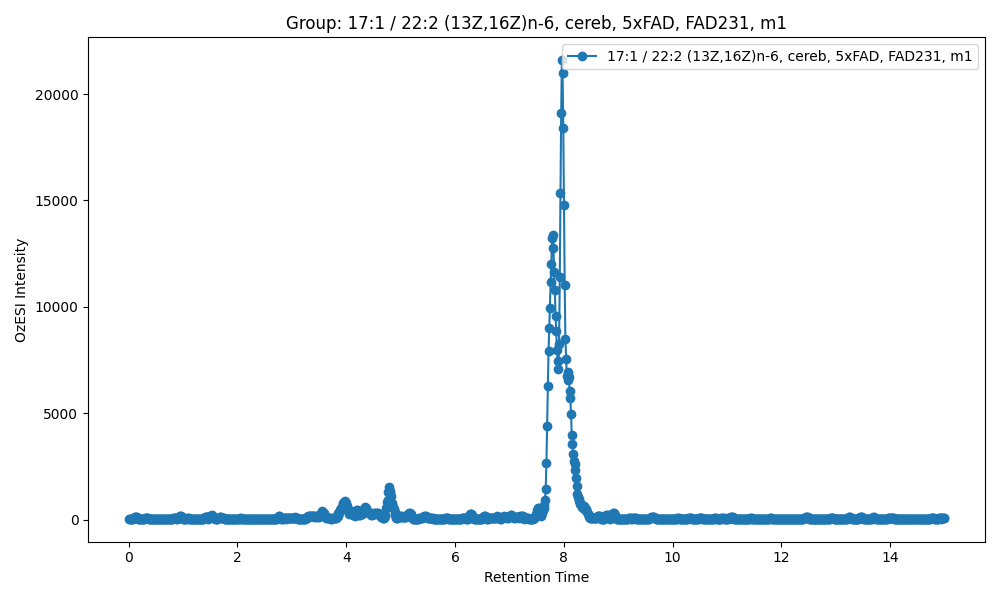 Group: 17:1 / 22:2 (13Z,16Z)n-6, cereb, 5xFAD, FAD231, m1
17:1 / 22:2 (13Z,16Z)n-6, cereb, 5xFAD, FAD231, m1
20000
15000
10000
5000
0
OzESI Intensity
0 2 4 6 8 10 12 14
Retention Time